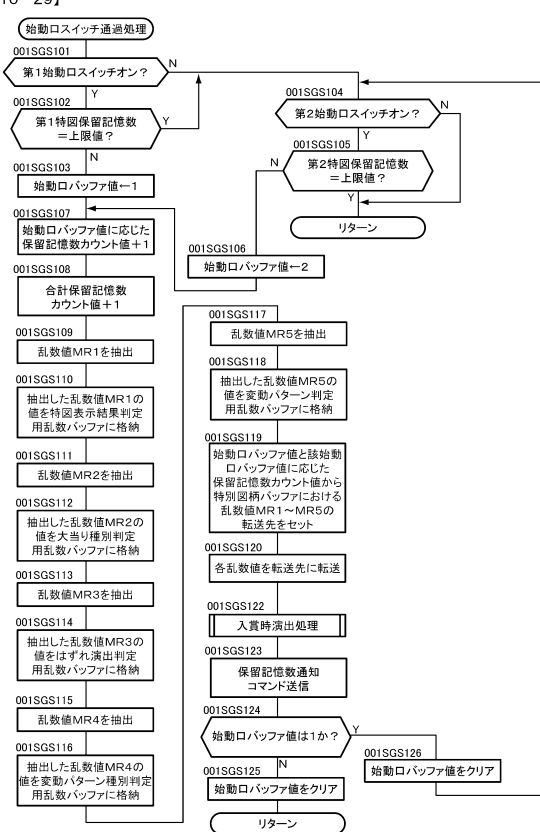 始動口スイッチ通過処理
001SGS101
第1始動口スイッチオン？
N
Y
001SGS102
第1特図保留記憶数
＝上限値？
Y
N
001SGS103
始動口バッファ値←1
001SGS104
第2始動口スイッチオン？
N
Y
001SGS105
第2特図保留記憶数
＝上限値？
N
Y
リターン
001SGS106
始動口バッファ値←2
001SGS107
始動口バッファ値に応じた
保留記憶数カウント値＋1
001SGS108
合計保留記憶数
カウント値＋1
001SGS109
乱数値MR1を抽出
001SGS110
抽出した乱数値MR1の
値を特図表示結果判定
用乱数バッファに格納
001SGS111
乱数値MR2を抽出
001SGS112
抽出した乱数値MR2の
値を大当り種別判定
用乱数バッファに格納
001SGS113
乱数値MR3を抽出
001SGS114
抽出した乱数値MR3の
値をはずれ演出判定
用乱数バッファに格納
001SGS115
乱数値MR4を抽出
001SGS116
抽出した乱数値MR4の
値を変動パターン種別判定
用乱数バッファに格納
001SGS117
乱数値MR5を抽出
001SGS118
抽出した乱数値MR5の
値を変動パターン判定
用乱数バッファに格納
001SGS119
始動口バッファ値と該始動
口バッファ値に応じた
保留記憶数カウント値から
特別図柄バッファにおける
乱数値MR1～MR5の
転送先をセット
001SGS120
各乱数値を転送先に転送
001SGS122
入賞時演出処理
001SGS123
保留記憶数通知
コマンド送信
001SGS124
始動口バッファ値は1か？
Y
N
001SGS125
始動口バッファ値をクリア
001SGS126
始動口バッファ値をクリア
リターン